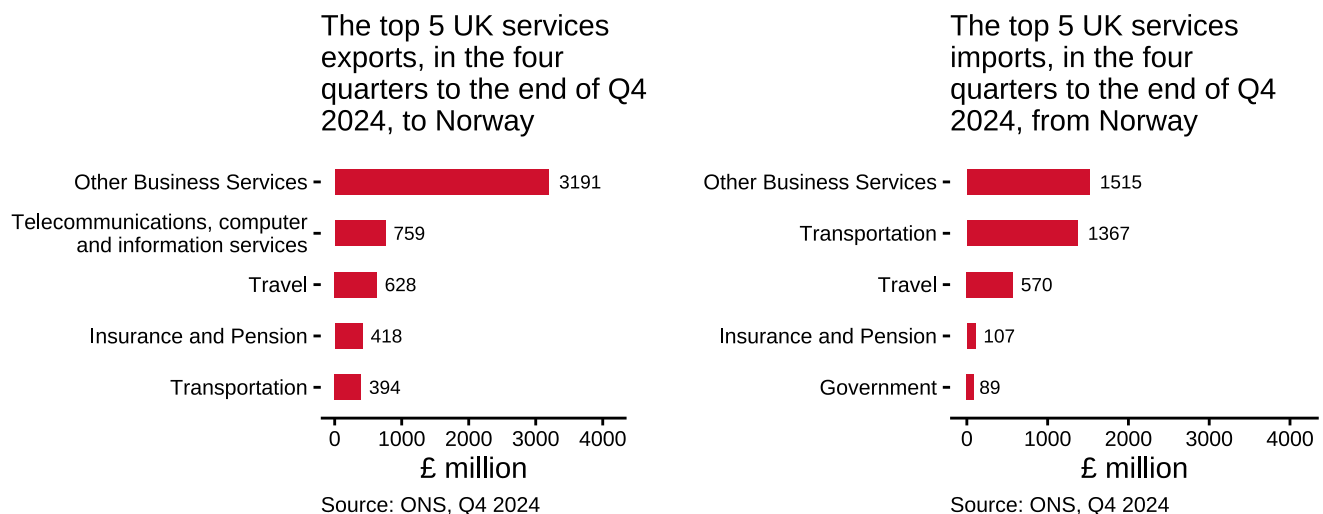 The top 5 UK services
exports, in the four
quarters to the end of Q4
2024, to Norway
Other Business Services
3191
Telecommunications, computer
and information services
759
Travel
628
Insurance and Pension
418
Transportation
394
0 1000 2000 3000 4000
£ million
Source: ONS, Q4 2024
The top 5 UK services
imports, in the four
quarters to the end of Q4
2024, from Norway
Other Business Services
1515
Transportation
1367
Travel
570
Insurance and Pension
107
Government
89
0 1000 2000 3000 4000
£ million
Source: ONS, Q4 2024